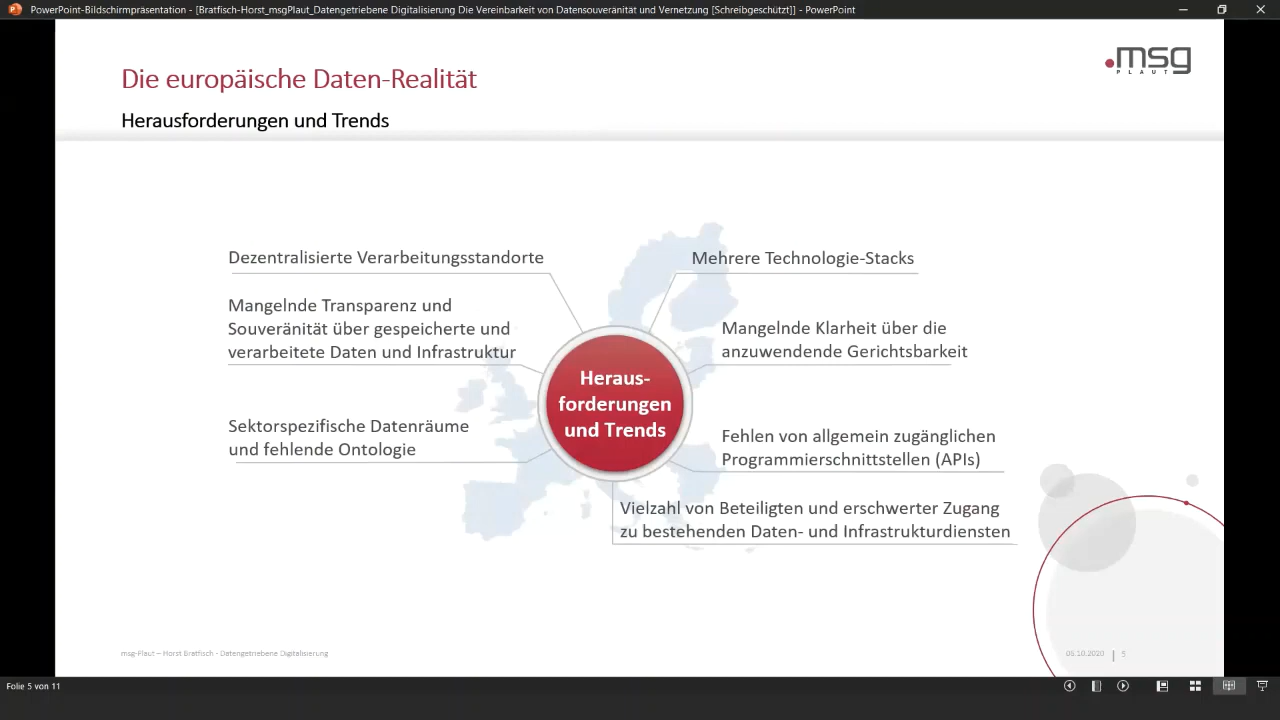 PowerPoint-Bildschirmpräsentation - [Bratfisch-Horst_msgPlaut_Datengetriebene Digitalisierung Die Vereinbarkeit von Datensouveränität und Vernetzung [Schreibgeschützt]] - PowerPoint
.msg
PLAUT
Die europäische Daten-Realität
Herausforderungen und Trends
Dezentralisierte Verarbeitungsstandorte
Mangelnde Transparenz und
Souveränität über gespeicherte und
verarbeitete Daten und Infrastruktur
Sektorspezifische Datenräume
und fehlende Ontologie
Heraus-
forderungen
und Trends
Mehrere Technologie-Stacks
Mangelnde Klarheit über die
anzuwendende Gerichtsbarkeit
Fehlen von allgemein zugänglichen
Programmierschnittstellen (APIs)
Vielzahl von Beteiligten und erschwerter Zugang
zu bestehenden Daten- und Infrastrukturdiensten
msg-Plaut – Horst Bratfisch - Datengetriebene Digitalisierung
05.10.2020 | 5
Folie 5 von 11